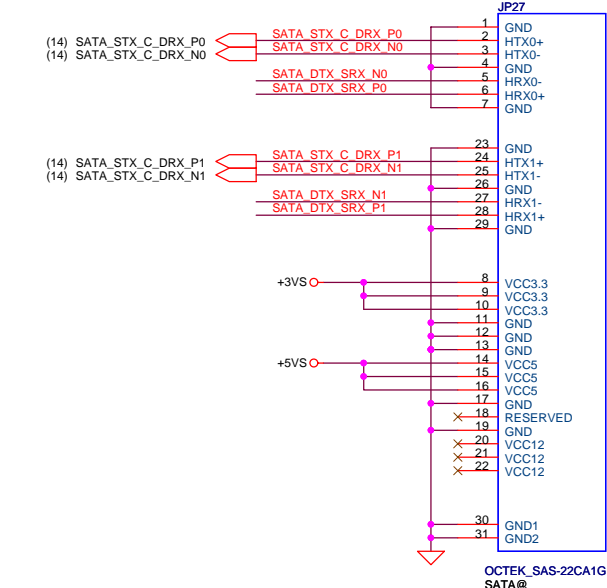 JP27
1 GND
(14) SATA_STX_C_DRX_P0 SATA_STX_C_DRX_P0 2 HTX0+
(14) SATA_STX_C_DRX_N0 SATA_STX_C_DRX_N0 3 HTX0-
4 GND
SATA_DTX_SRX_N0 5 HRX0-
SATA_DTX_SRX_P0 6 HRX0+
7 GND
23 GND
(14) SATA_STX_C_DRX_P1 SATA_STX_C_DRX_P1 24 HTX1+
(14) SATA_STX_C_DRX_N1 SATA_STX_C_DRX_N1 25 HTX1-
26 GND
SATA_DTX_SRX_N1 27 HRX1-
SATA_DTX_SRX_P1 28 HRX1+
29 GND
+3VS 8 VCC3.3
9 VCC3.3
10 VCC3.3
11 GND
12 GND
13 GND
+5VS 14 VCC5
15 VCC5
16 VCC5
17 GND
18 RESERVED
19 GND
20 VCC12
21 VCC12
22 VCC12
30 GND1
31 GND2
OCTEK_SAS-22CA1G
SATA@